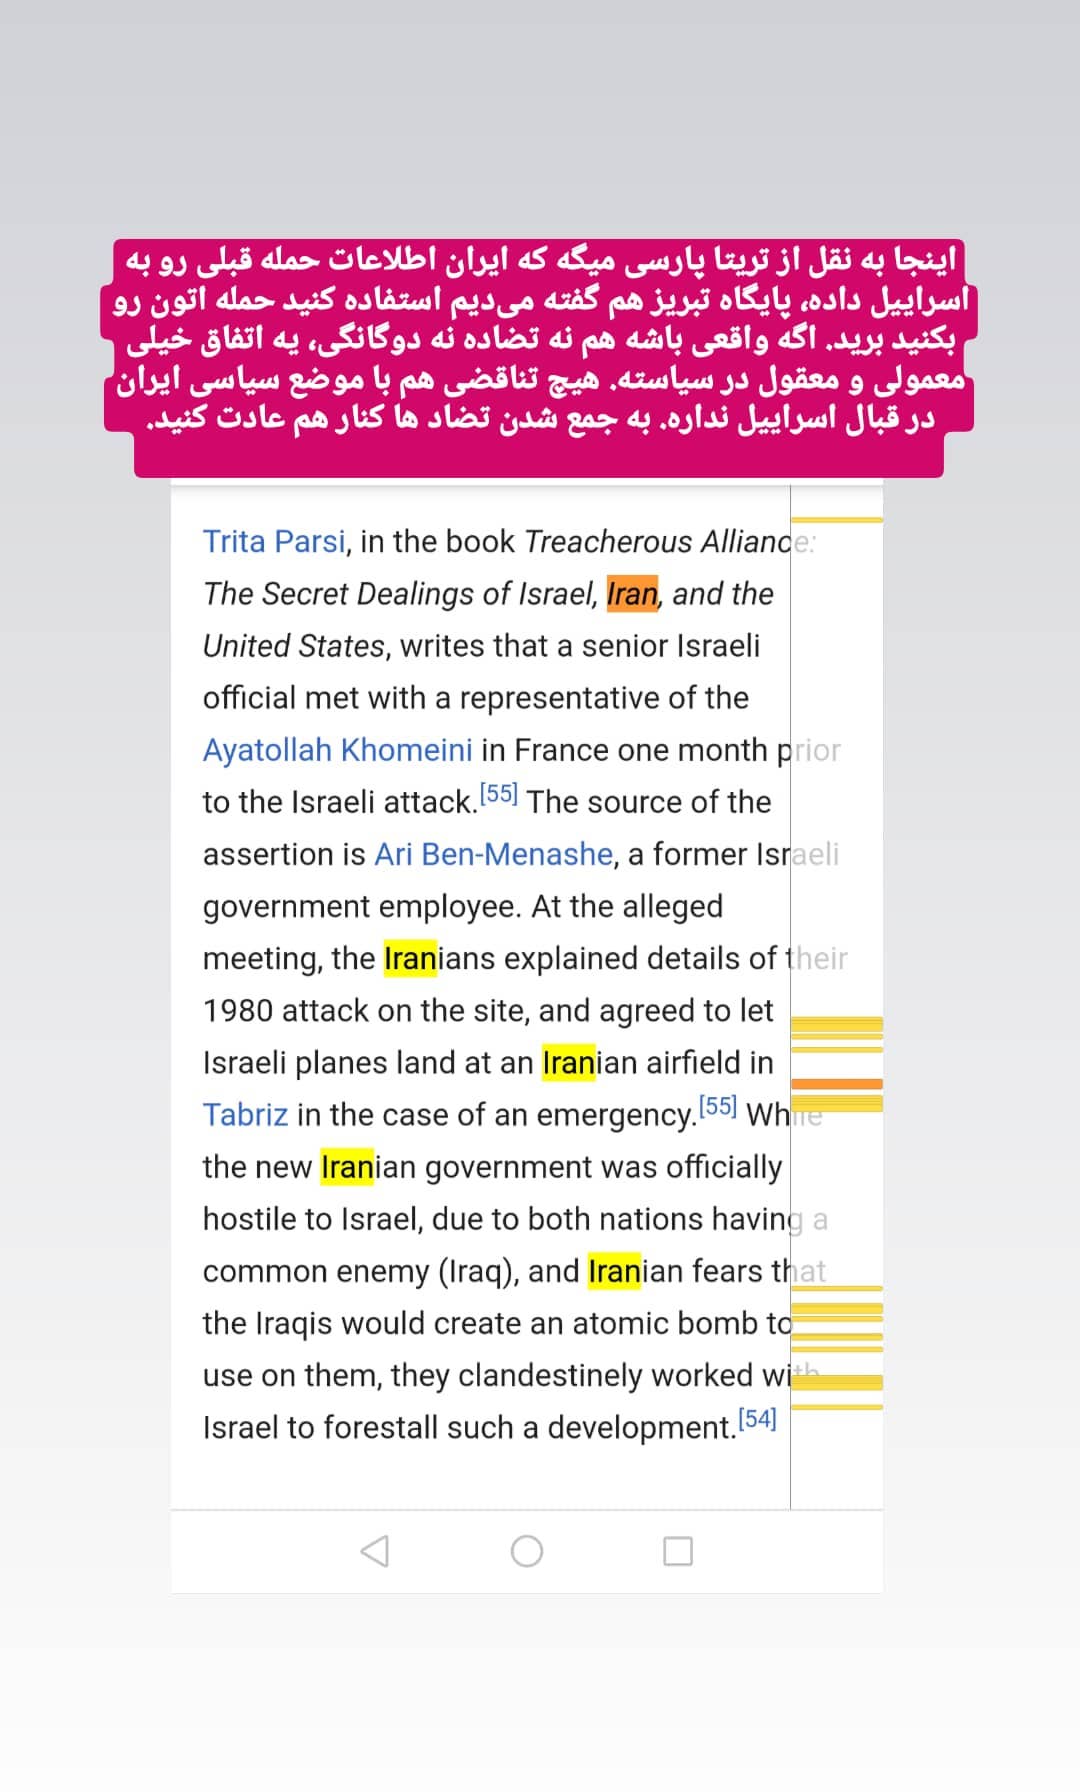 اینجا به نقل از تریتا پارسی میگه که ایران اطلاعات حمله قبلی رو به
اسراییل داده، پایگاه تبریز هم گفته می‌دیم استفاده کنید حمله اتون رو
بکنید برید. اگه واقعی باشه هم نه تضاده نه دوگانگی، یه اتفاق خیلی
معمولی و معقول در سیاسته. هیچ تناقضی هم با موضع سیاسی ایران
در قبال اسراییل نداره. به جمع شدن تضاد ها کنار هم عادت کنید.
Trita Parsi, in the book Treacherous Alliance:
The Secret Dealings of Israel, Iran, and the
United States, writes that a senior Israeli
official met with a representative of the
Ayatollah Khomeini in France one month prior
to the Israeli attack.[55] The source of the
assertion is Ari Ben-Menashe, a former Israeli
government employee. At the alleged
meeting, the Iranians explained details of their
1980 attack on the site, and agreed to let
Israeli planes land at an Iranian airfield in
Tabriz in the case of an emergency.[55] While
the new Iranian government was officially
hostile to Israel, due to both nations having a
common enemy (Iraq), and Iranian fears that
the Iraqis would create an atomic bomb to
use on them, they clandestinely worked with
Israel to forestall such a development.[54]